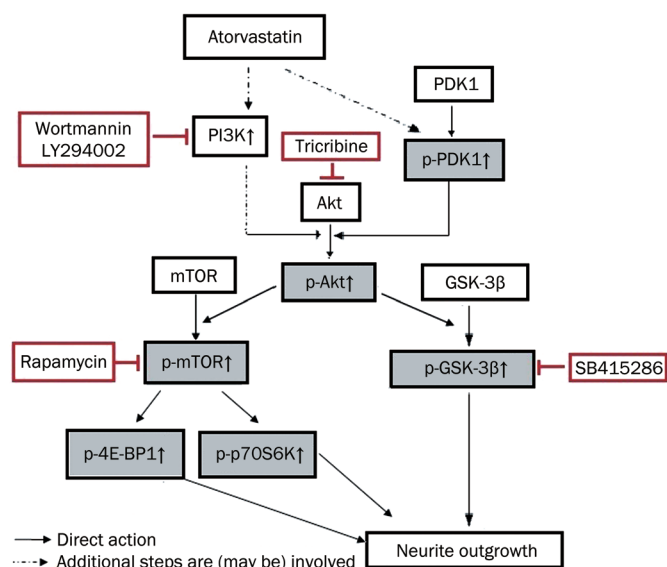 Atorvastatin
PDK1
Wortmannin
LY294002
PI3K↑
Tricribine
p-PDK1↑
Akt
mTOR
p-Akt↑
GSK-3β
Rapamycin
p-mTOR↑
p-GSK-3β↑
SB415286
p-4E-BP1↑
p-p70S6K↑
Direct action
Neurite outgrowth
Additional steps are (may be) involved